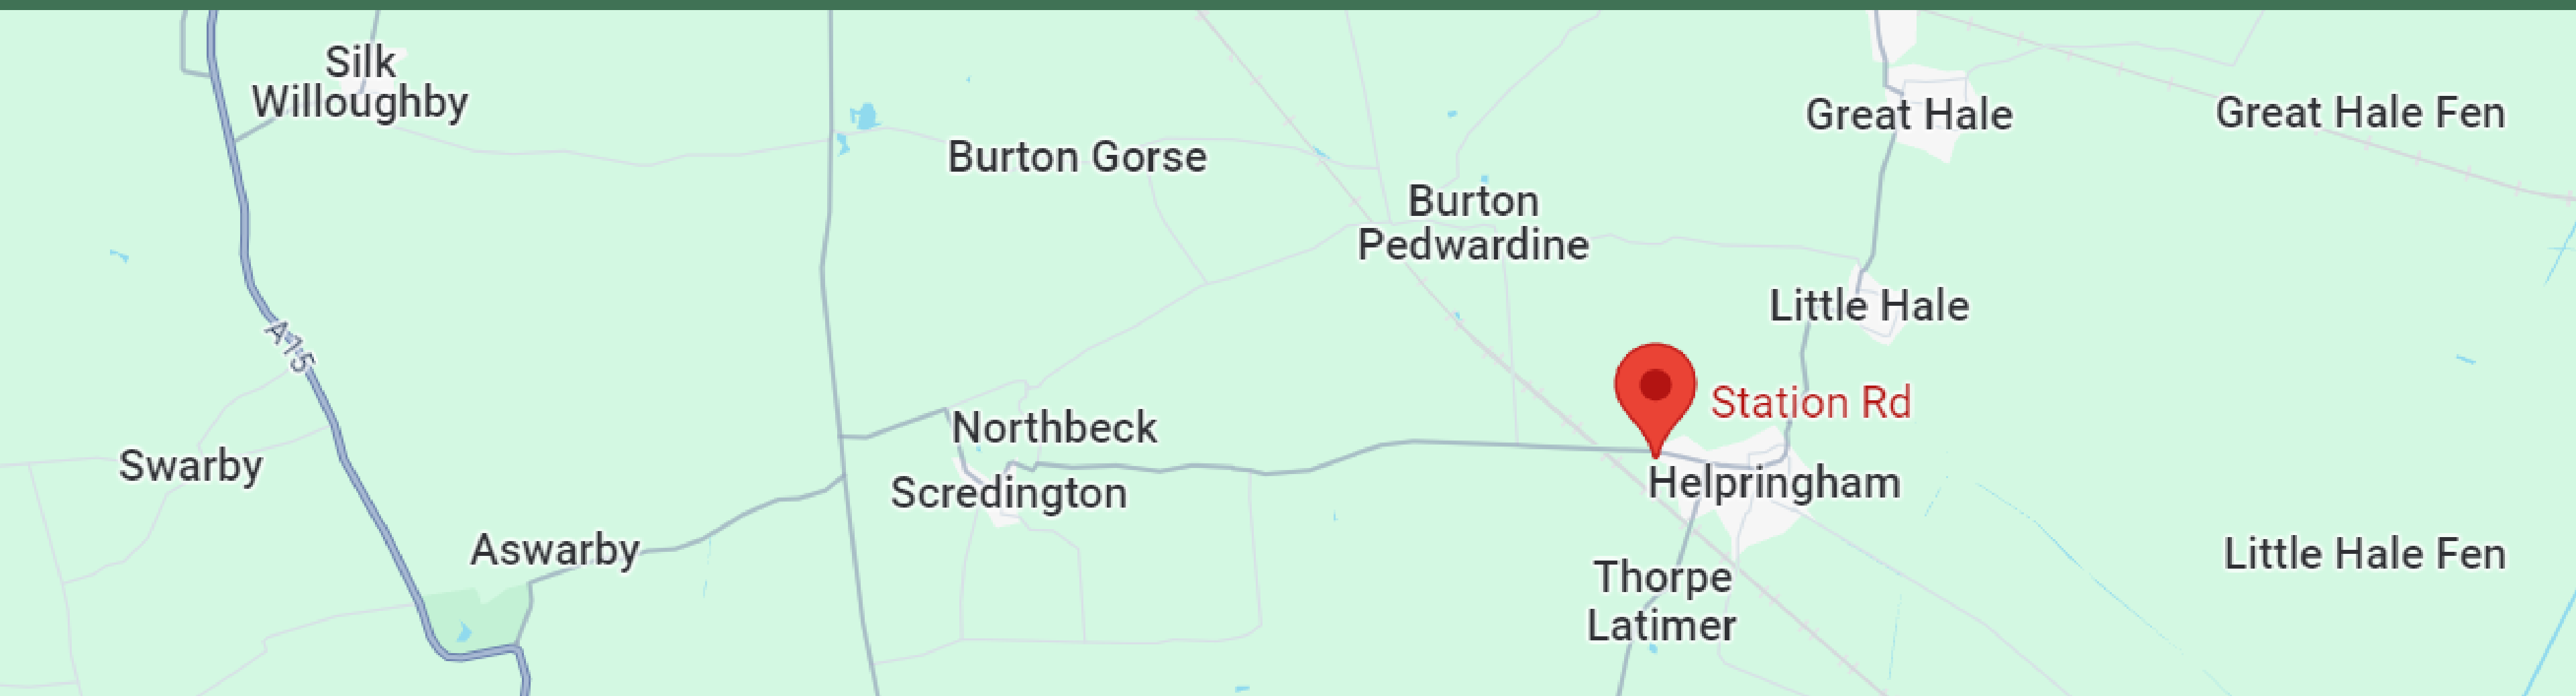 Silk
Willoughby
Great Hale
Great Hale Fen
Burton Gorse
Burton
Pedwardine
Little Hale
A15
Station Rd
Northbeck
Swarby
Scredington
Helpringham
Aswarby
Little Hale Fen
Thorpe
Latimer